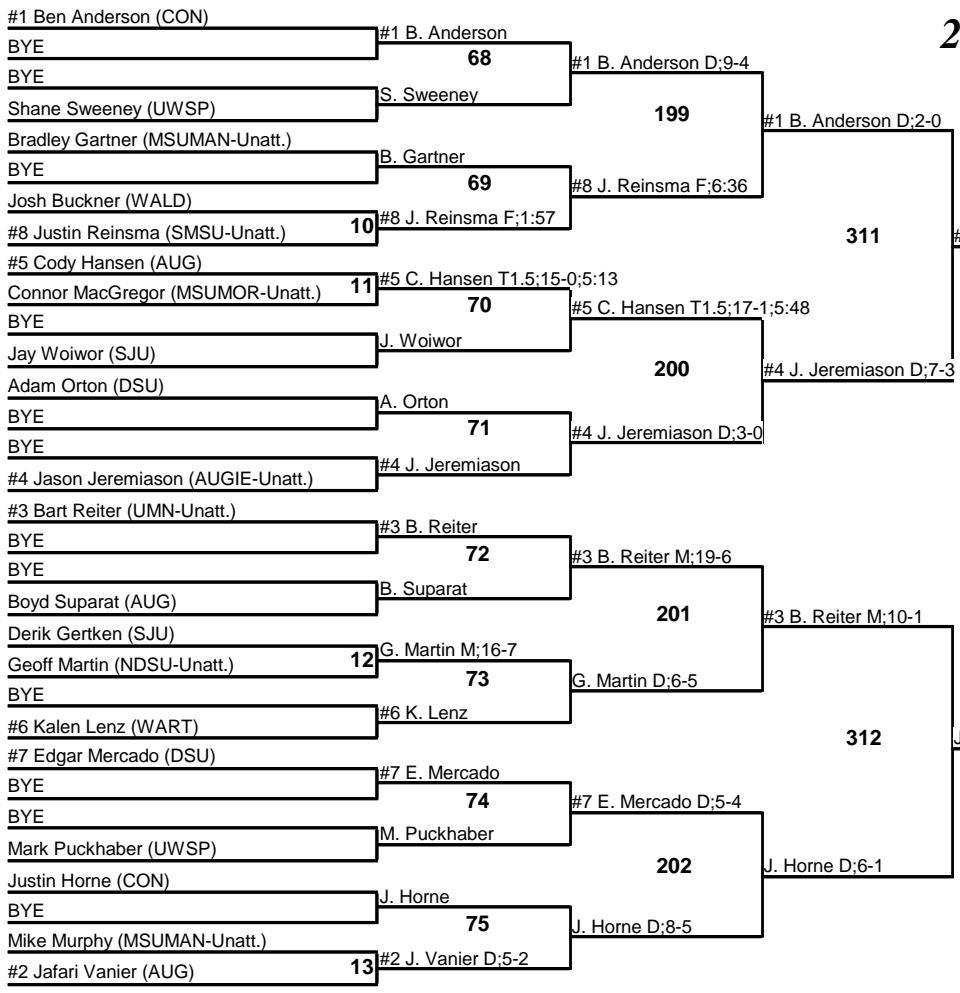 #1 Ben Anderson (CON)
BYE
BYE
Shane Sweeney (UWSP)
Bradley Gartner (MSUMAN-Unatt.)
BYE
Josh Buckner (WALD)
#8 Justin Reinsma (SMSU-Unatt.)
10
#5 Cody Hansen (AUG)
Connor MacGregor (MSUMOR-Unatt.)
11
BYE
Jay Woiwor (SJU)
Adam Orton (DSU)
BYE
BYE
#4 Jason Jeremiason (AUGIE-Unatt.)
#3 Bart Reiter (UMN-Unatt.)
BYE
BYE
Boyd Suparat (AUG)
Derik Gertken (SJU)
Geoff Martin (NDSU-Unatt.)
12
BYE
#6 Kalen Lenz (WART)
#7 Edgar Mercado (DSU)
BYE
BYE
Mark Puckhaber (UWSP)
Justin Horne (CON)
BYE
Mike Murphy (MSUMAN-Unatt.)
#2 Jafari Vanier (AUG)
13
#1 B. Anderson
68
S. Sweeney
B. Gartner
69
#8 J. Reinsma F;1:57
#5 C. Hansen T1.5;15-0;5:13
70
J. Woiwor
A. Orton
71
#4 J. Jeremiason
#3 B. Reiter
72
B. Suparat
G. Martin M;16-7
73
#6 K. Lenz
#7 E. Mercado
74
M. Puckhaber
J. Horne
75
#2 J. Vanier D;5-2
#1 B. Anderson D;9-4
199
#8 J. Reinsma F;6:36
#5 C. Hansen T1.5;17-1;5:48
200
#4 J. Jeremiason D;3-0
#3 B. Reiter M;19-6
201
G. Martin D;6-5
#7 E. Mercado D;5-4
202
J. Horne D;8-5
#1 B. Anderson D;2-0
311
#4 J. Jeremiason D;7-3
#3 B. Reiter M;10-1
312
J. Horne D;6-1
2
#
J